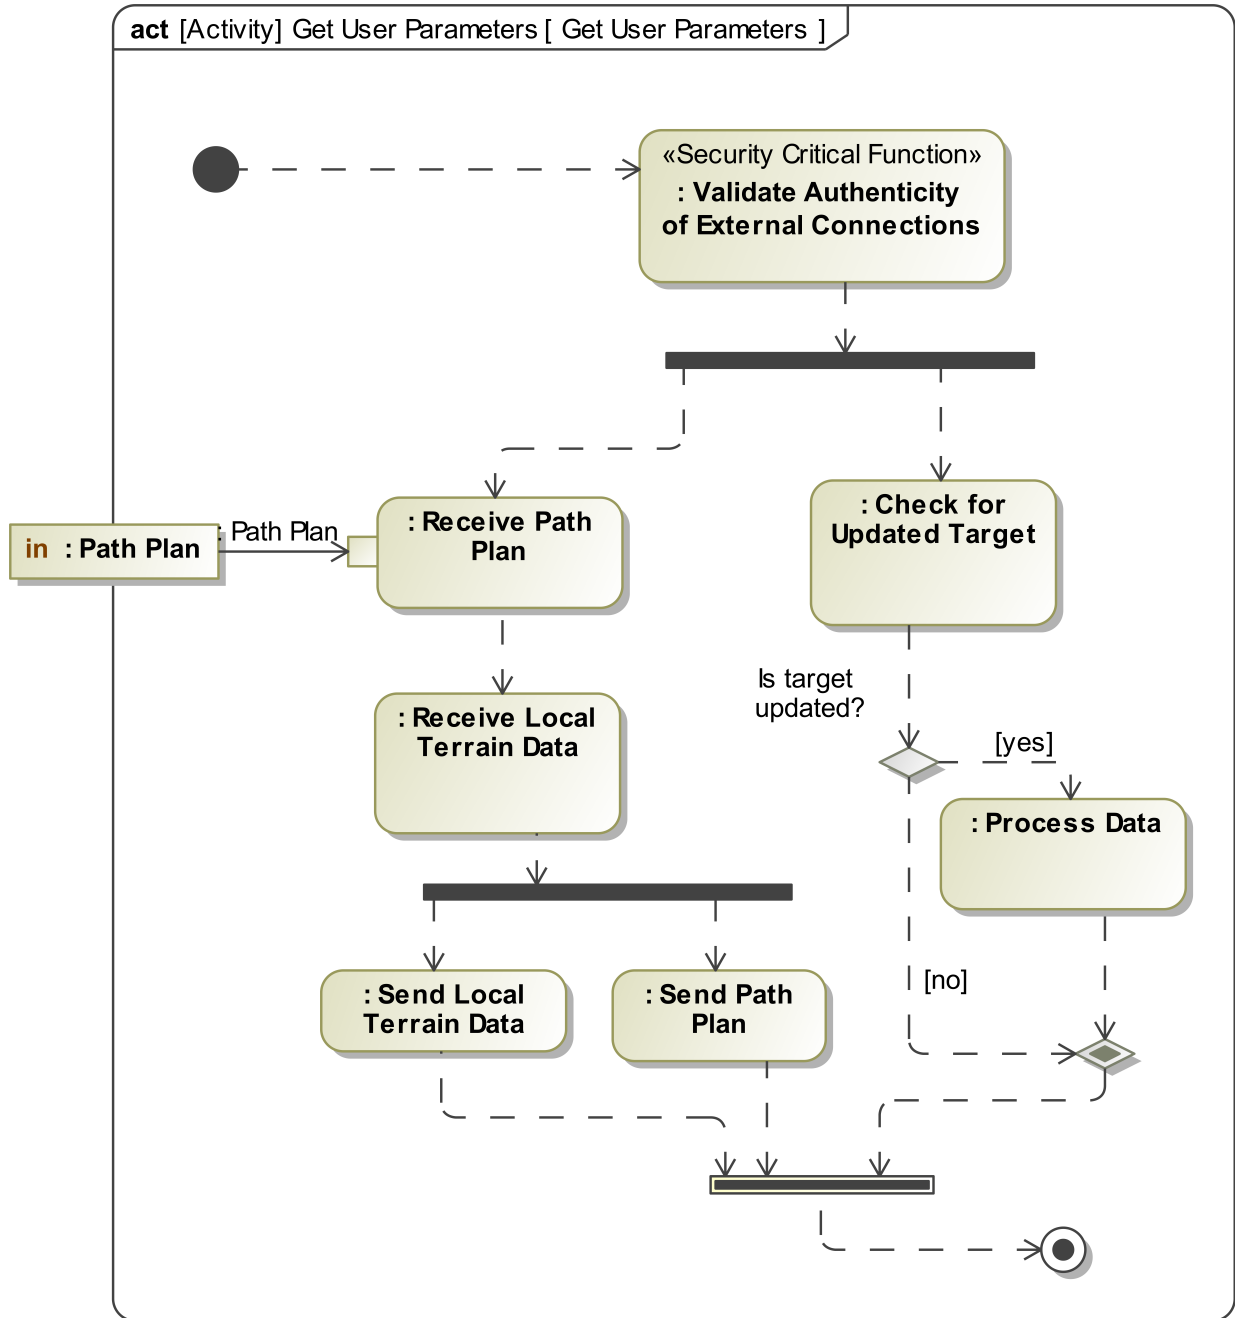 act [Activity] Get User Parameters [ Get User Parameters ]
«Security Critical Function»
: Validate Authenticity
of External Connections
in : Path Plan
: Path Plan
: Receive Path
Plan
: Check for
Updated Target
Is target
updated?
[yes]
: Receive Local
Terrain Data
: Process Data
[no]
: Send Local
Terrain Data
: Send Path
Plan